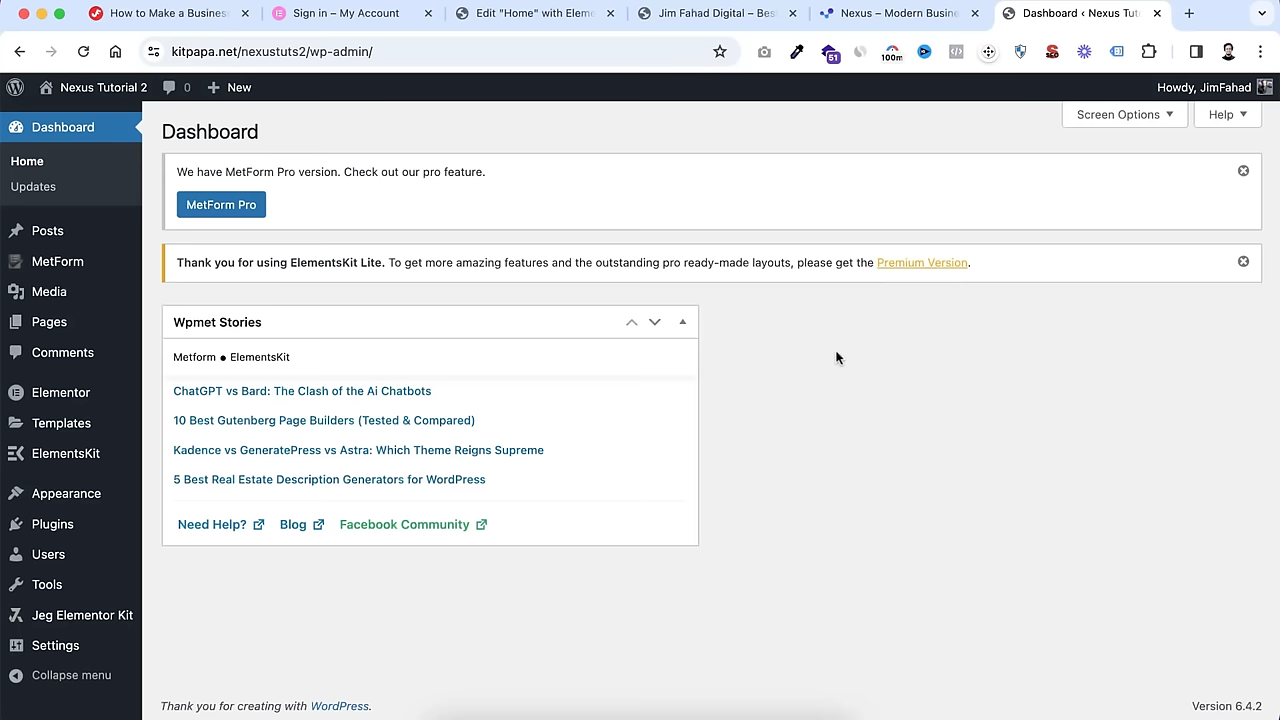 How to Make a Business
Sign in – My Account
Edit "Home" with Eleme
Jim Fahad Digital – Bes
Nexus – Modern Busine
Dashboard ‹ Nexus Tut
kitpapa.net/nexustuts2/wp-admin/
51
100m
Nexus Tutorial 2
0
New
Howdy, JimFahad
Screen Options
Help
Dashboard
Home
Updates
Posts
MetForm
Media
Pages
Comments
Elementor
Templates
ElementsKit
Appearance
Plugins
Users
Tools
Jeg Elementor Kit
Settings
Collapse menu
Dashboard
We have MetForm Pro version. Check out our pro feature.
MetForm Pro
Thank you for using ElementsKit Lite. To get more amazing features and the outstanding pro ready-made layouts, please get the Premium Version.
Wpmet Stories
Metform ● ElementsKit
ChatGPT vs Bard: The Clash of the Ai Chatbots
10 Best Gutenberg Page Builders (Tested & Compared)
Kadence vs GeneratePress vs Astra: Which Theme Reigns Supreme
5 Best Real Estate Description Generators for WordPress
Need Help? Blog Facebook Community
Thank you for creating with WordPress.
Version 6.4.2